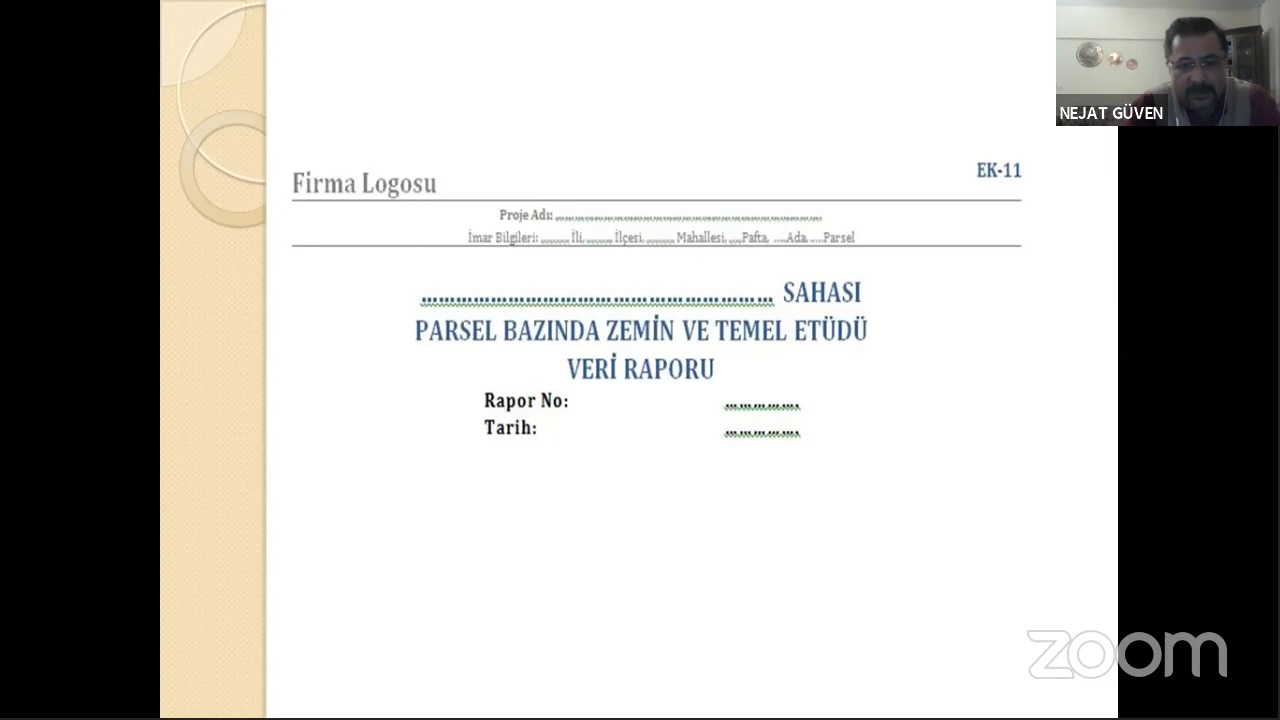 NEJAT GÜVEN
EK-11
Firma Logosu
Proje Adı: ........................................................................
İmar Bilgileri: ......... İli, ........ İlçesi, ......... Mahallesi, ....Pafta, ....Ada, ....Parsel
.................................................................. SAHASI
PARSEL BAZINDA ZEMİN VE TEMEL ETÜDÜ
VERİ RAPORU
Rapor No: ...............
Tarih: ...............
zoom